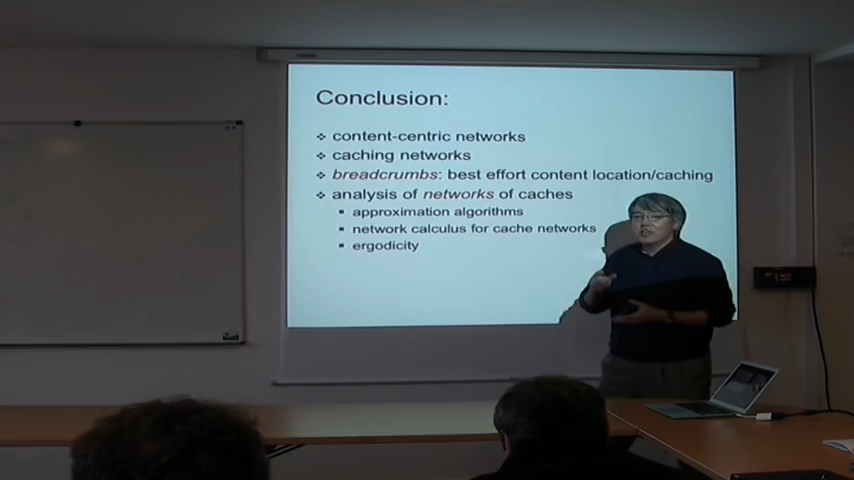 Conclusion:
content-centric networks
caching networks
breadcrumbs: best effort content location/caching
analysis of networks of caches
approximation algorithms
network calculus for cache networks
ergodicity